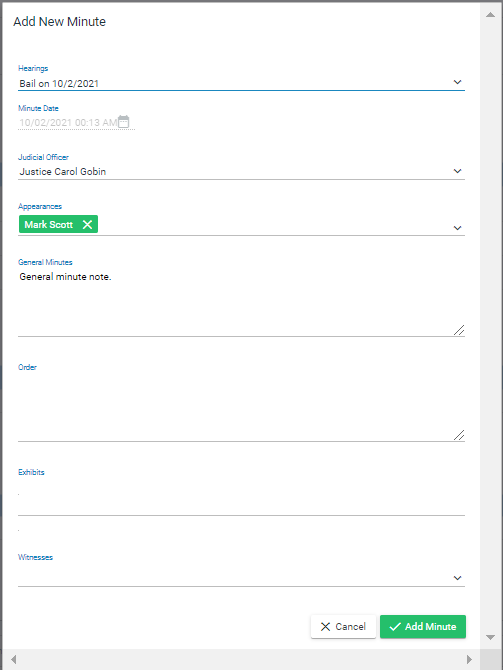 Add New Minute
Hearings
Bail on 10/2/2021
Minute Date
10/02/2021 00:13 AM
Judicial Officer
Justice Carol Gobin
Appearances
Mark Scott
General Minutes
General minute note.
Order
Exhibits
Witnesses
Cancel Add Minute